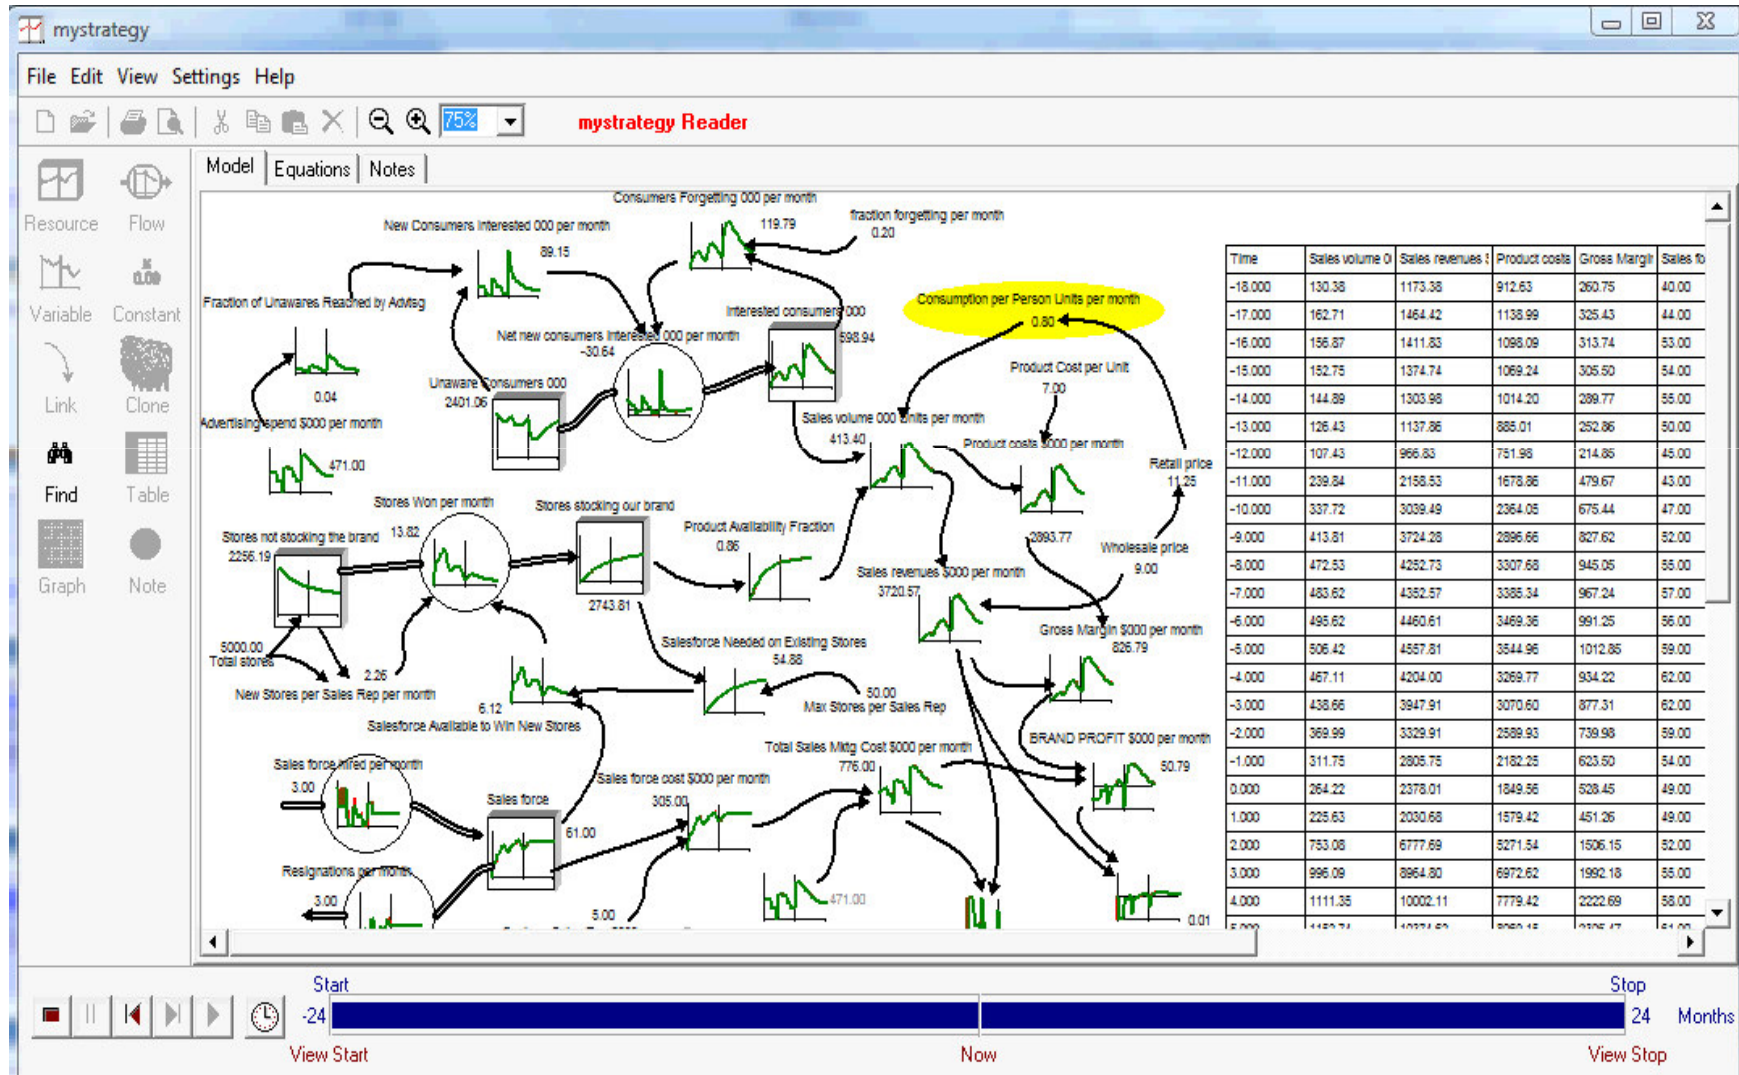 mystrategy
File Edit View Settings Help
75%
mystrategy Reader
Model Equations Notes
Resource Flow
Variable Constant
Link Clone
Find Table
Graph Note
Consumers Forgetting 000 per month
119.79
fraction forgetting per month
0.20
New Consumers Interested 000 per month
89.15
Fraction of Unawares Reached by Advtsg
0.04
Net new consumers Interested 000 per month
-30.64
Interested consumers 000
598.94
Consumption per Person Units per month
0.80
Product Cost per Unit
7.00
Unaware Consumers 000
2401.06
Advertising spend $000 per month
471.00
Sales volume 000 Units per month
413.40
Product costs $000 per month
2893.77
Retail price
11.25
Stores Won per month
13.82
Stores stocking our brand
2743.81
Stores not stocking the brand
2256.19
Product Availability Fraction
0.86
Wholesale price
9.00
Sales revenues $000 per month
3720.57
Gross Margin $000 per month
826.79
5000.00
Total stores
2.26
New Stores per Sales Rep per month
Salesforce Needed on Existing Stores
54.88
50.00
Max Stores per Sales Rep
6.12
Salesforce Available to Win New Stores
Total Sales Mktg Cost $000 per month
776.00
BRAND PROFIT $000 per month
50.79
Sales force hired per month
3.00
Sales force
61.00
Sales force cost $000 per month
305.00
Resignations per month
3.00
5.00
471.00
0.01
Time Sales volume 0 Sales revenues Product costs Gross Margin Sales fo
-18.000 130.38 1173.38 912.63 260.75 40.00
-17.000 162.71 1464.42 1138.99 325.43 44.00
-16.000 156.87 1411.83 1098.09 313.74 53.00
-15.000 152.75 1374.74 1069.24 305.50 54.00
-14.000 144.89 1303.98 1014.20 289.77 55.00
-13.000 126.43 1137.86 885.01 252.86 50.00
-12.000 107.43 966.83 751.98 214.85 45.00
-11.000 239.84 2158.53 1678.86 479.67 43.00
-10.000 337.72 3039.49 2364.05 675.44 47.00
-9.000 413.81 3724.28 2896.66 827.62 52.00
-8.000 472.53 4252.73 3307.68 945.05 55.00
-7.000 483.62 4352.57 3385.34 967.24 57.00
-6.000 495.62 4460.61 3469.36 991.25 56.00
-5.000 506.42 4557.81 3544.96 1012.85 59.00
-4.000 467.11 4204.00 3269.77 934.22 62.00
-3.000 438.66 3947.91 3070.60 877.31 62.00
-2.000 369.99 3329.91 2589.93 739.98 59.00
-1.000 311.75 2805.75 2182.25 623.50 54.00
0.000 264.22 2378.01 1849.56 528.45 49.00
1.000 225.63 2030.68 1579.42 451.26 49.00
2.000 753.08 6777.69 5271.54 1506.15 52.00
3.000 996.09 8964.80 6972.62 1992.18 55.00
4.000 1111.35 10002.11 7779.42 2222.69 58.00
Start Stop
-24 24 Months
View Start Now View Stop